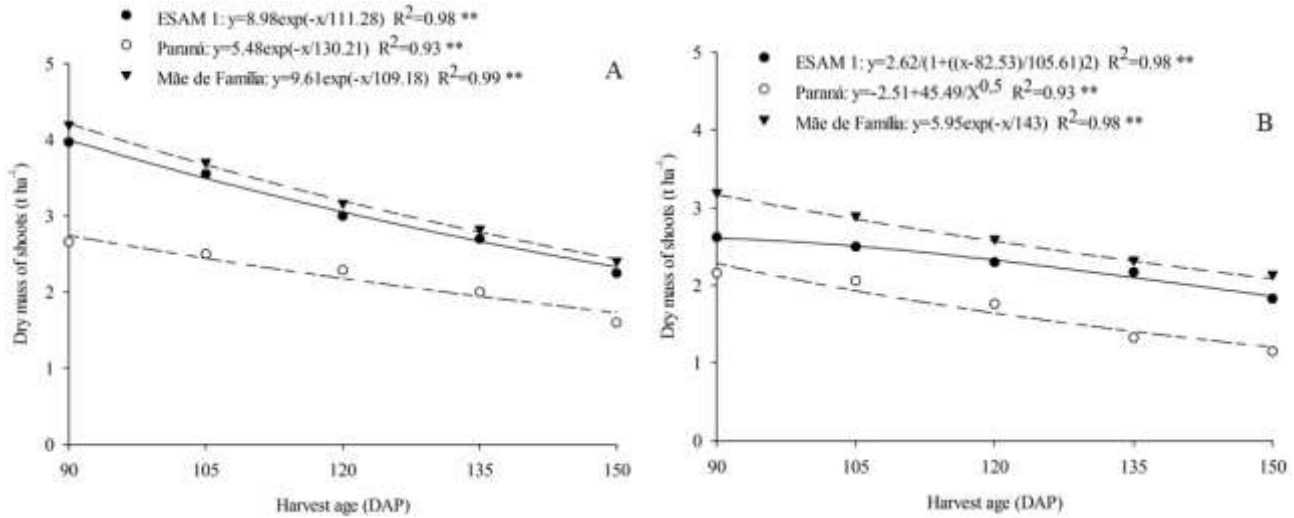 ESAM 1: y=8.98exp(-x/111.28) R²=0.98 **
Paraná: y=5.48exp(-x/130.21) R²=0.93 **
Mãe de Família: y=9.61exp(-x/109.18) R²=0.99 **
A
5
4
3
2
1
0
Dry mass of shoots (t ha⁻¹)
90 105 120 135 150
Harvest age (DAP)
ESAM 1: y=2.62/(1+((x-82.53)/105.61)2) R²=0.98 **
Paraná: y=-2.51+45.49/X^0,5 R²=0.93 **
Mãe de Família: y=5.95exp(-x/143) R²=0.98 **
B
5
4
3
2
1
0
Dry mass of shoots (t ha⁻¹)
90 105 120 135 150
Harvest age (DAP)